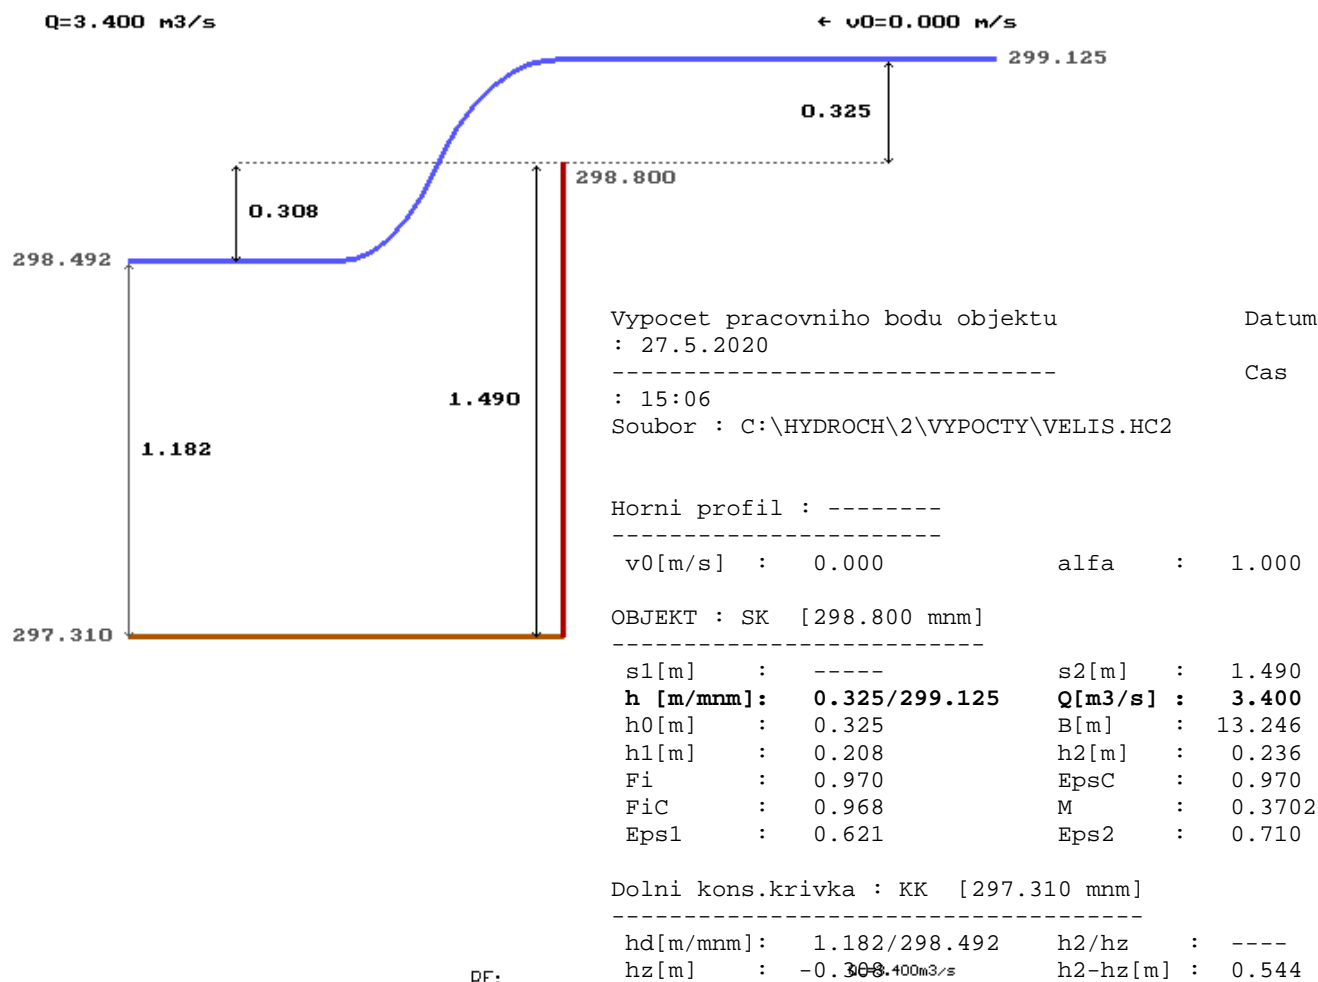 Q=3.400 m3/s
← v0=0.000 m/s
299.125
0.325
298.800
0.308
298.492
1.490
1.182
297.310
Vypocet pracovniho bodu objektu Datum
: 27.5.2020
------------------------------- Cas
: 15:06
Soubor : C:\HYDROCH\2\VYPOCTY\VELIS.HC2
Horni profil : --------
-----------------------
v0[m/s] : 0.000 alfa : 1.000
OBJEKT : SK [298.800 mnm]
--------------------------
s1[m] : ----- s2[m] : 1.490
h [m/mnm]: 0.325/299.125 Q[m3/s] : 3.400
h0[m] : 0.325 B[m] : 13.246
h1[m] : 0.208 h2[m] : 0.236
Fi : 0.970 EpsC : 0.970
FiC : 0.968 M : 0.3702
Eps1 : 0.621 Eps2 : 0.710
Dolni kons.krivka : KK [297.310 mnm]
-------------------------------------
hd[m/mnm]: 1.182/298.492 h2/hz : ----
hz[m] : -0.308 h2-hz[m] : 0.544